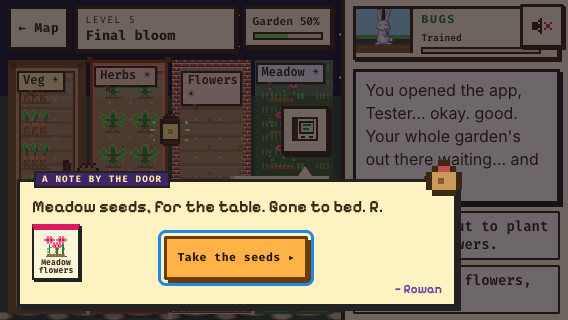 ← Map
LEVEL 5
Final bloom
Garden 50%
BUGS
Trained
Veg ☀
Herbs ☀
Flowers
☀
Meadow ☀
You opened the app,
Tester... okay. good.
Your whole garden's
out there waiting... and
A NOTE BY THE DOOR
Meadow seeds, for the table. Gone to bed. R.
Meadow
flowers
Take the seeds ▸
– Rowan
to plant
flowers,